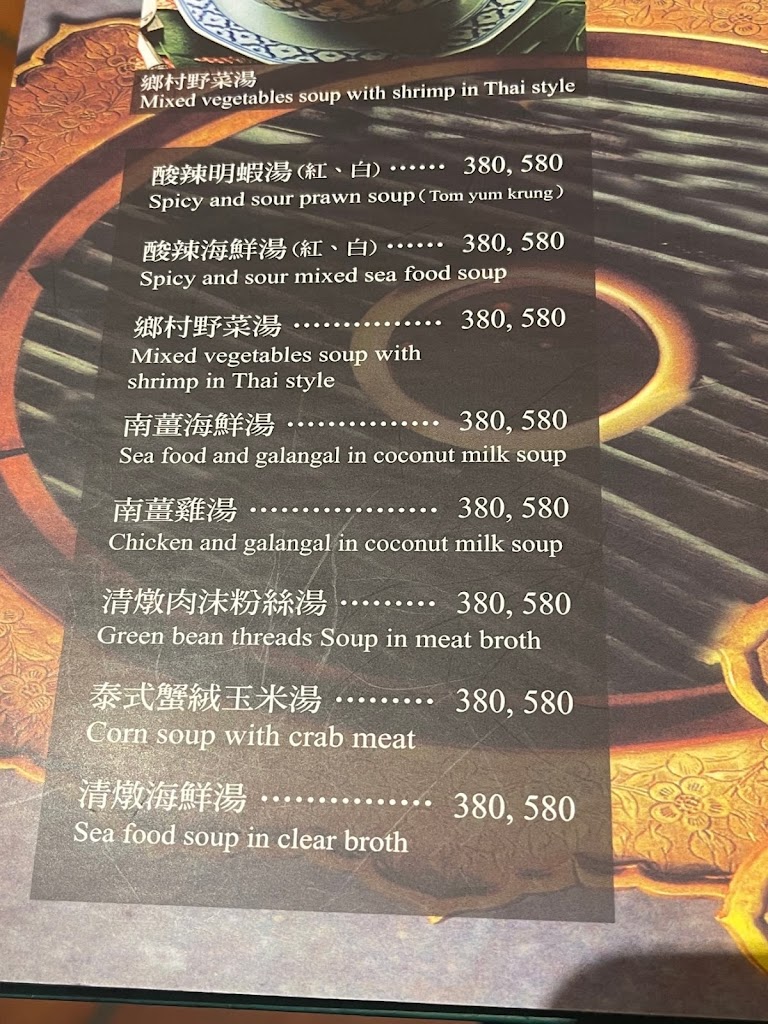 鄉村野菜湯
Mixed vegetables soup with shrimp in Thai style
酸辣明蝦湯(紅、白)······ 380, 580
Spicy and sour prawn soup(Tom yum krung)
酸辣海鮮湯(紅、白)······ 380, 580
Spicy and sour mixed sea food soup
鄉村野菜湯··············· 380, 580
Mixed vegetables soup with
shrimp in Thai style
南薑海鮮湯··············· 380, 580
Sea food and galangal in coconut milk soup
南薑雞湯·················· 380, 580
Chicken and galangal in coconut milk soup
清燉肉沫粉絲湯········· 380, 580
Green bean threads Soup in meat broth
泰式蟹絨玉米湯········· 380, 580
Corn soup with crab meat
清燉海鮮湯··············· 380, 580
Sea food soup in clear broth